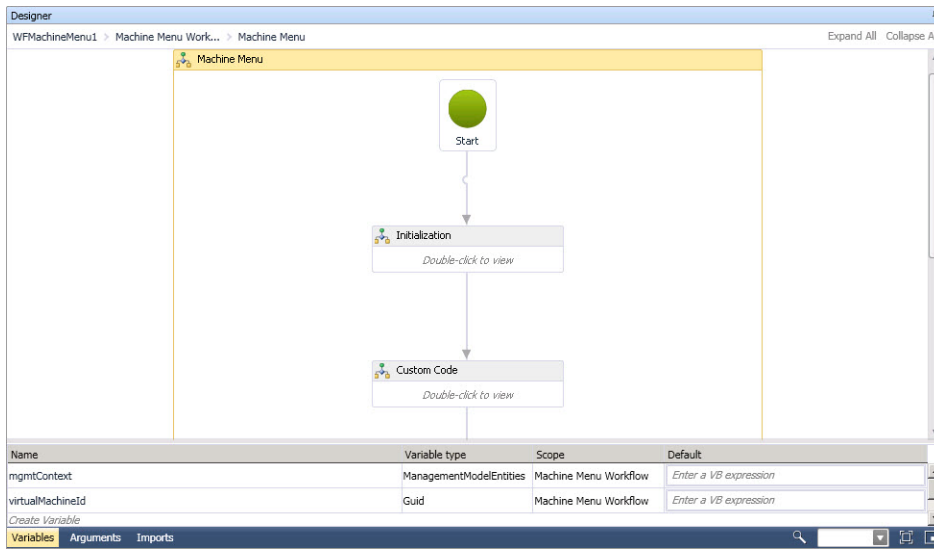 Designer
WFMachineMenu1 > Machine Menu Work... > Machine Menu Expand All Collapse A
Machine Menu
Start
Initialization
Double-click to view
Custom Code
Double-click to view
Name Variable type Scope Default
mgmtContext ManagementModelEntities Machine Menu Workflow Enter a VB expression
virtualMachineId Guid Machine Menu Workflow Enter a VB expression
Create Variable
Variables Arguments Imports